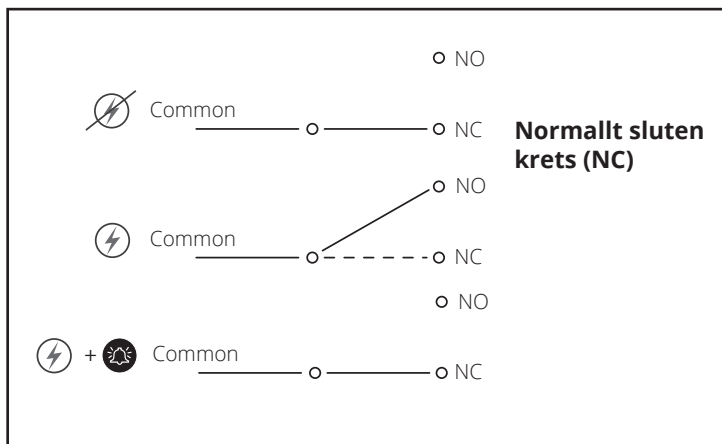 NO
Common
NC
Normallt sluten
krets (NC)
NO
Common
NC
NO
+
Common
NC